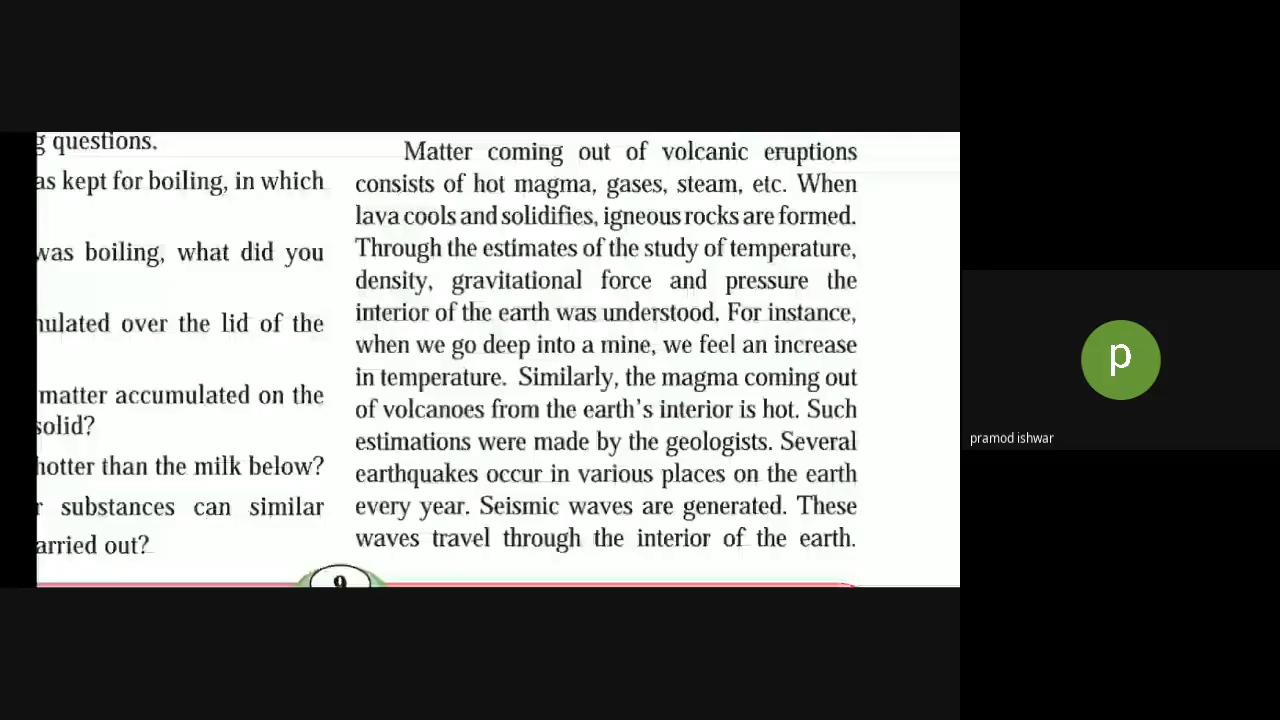 questions.
as kept for boiling, in which
was boiling, what did you
over the lid of the
matter accumulated on the
solid?
hotter than the milk below?
substances can similar
out?
Matter coming out of volcanic eruptions
consists of hot magma, gases, steam, etc. When
lava cools and solidifies, igneous rocks are formed.
Through the estimates of the study of temperature,
density, gravitational force and pressure the
interior of the earth was understood. For instance,
when we go deep into a mine, we feel an increase
in temperature. Similarly, the magma coming out
of volcanoes from the earth's interior is hot. Such
estimations were made by the geologists. Several
earthquakes occur in various places on the earth
every year. Seismic waves are generated. These
waves travel through the interior of the earth.
9
p
pramod ishwar